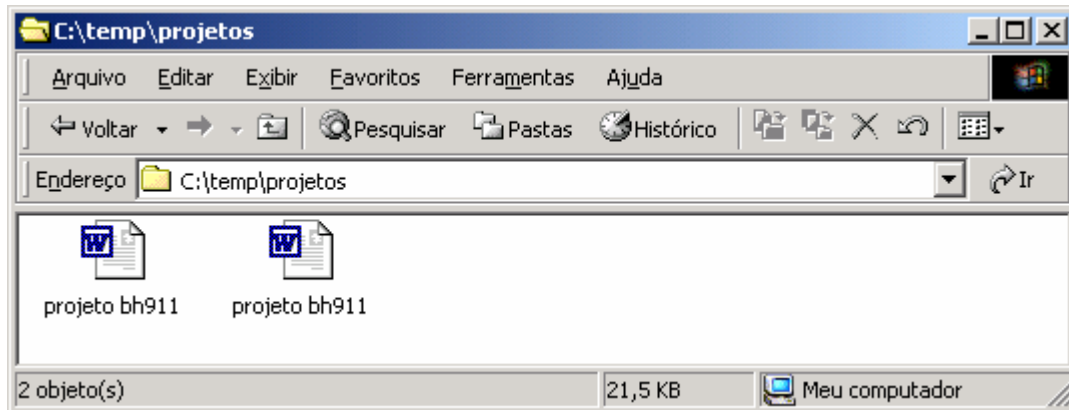 C:\temp\projetos
Arquivo Editar Exibir Favoritos Ferramentas Ajuda
Voltar Pesquisar Pastas Histórico
Endereço C:\temp\projetos Ir
projeto bh911 projeto bh911
2 objeto(s) 21,5 KB Meu computador